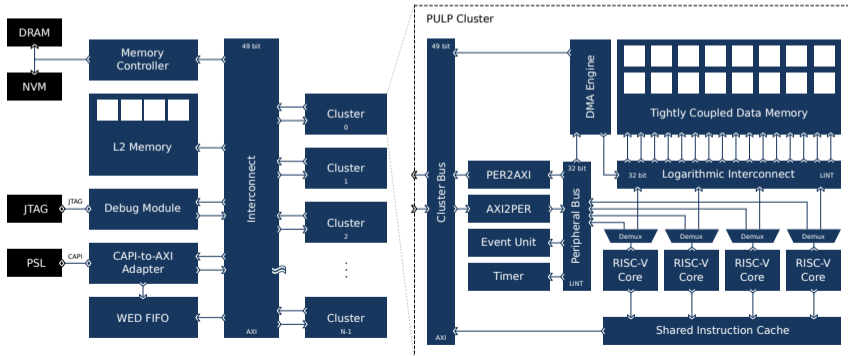 DRAM
NVM
Memory
Controller
L2 Memory
JTAG
JTAG
Debug Module
PSL
CAPI
CAPI-to-AXI
Adapter
WED FIFO
49 bit
Interconnect
AXI
Cluster
0
Cluster
1
Cluster
2
Cluster
N-1
PULP Cluster
49 bit
Cluster Bus
AXI
PER2AXI
AXI2PER
Event Unit
Timer
32 bit
Peripheral Bus
LINT
DMA Engine
Tightly Coupled Data Memory
32 bit
Logarithmic Interconnect
LINT
Demux
Demux
Demux
Demux
RISC-V
Core
RISC-V
Core
RISC-V
Core
RISC-V
Core
Shared Instruction Cache